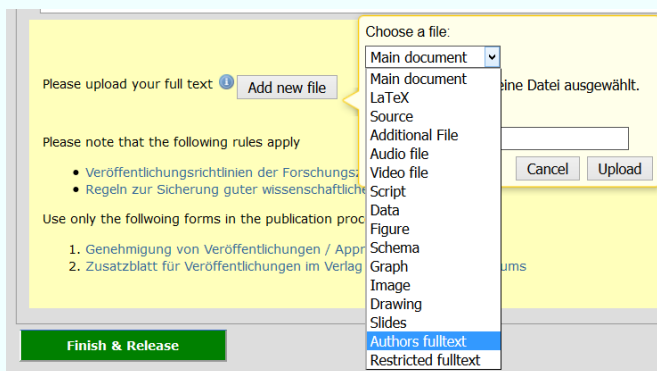 Choose a file:
Main document
Main document
LaTeX
Source
Additional File
Audio file
Video file
Script
Data
Figure
Schema
Graph
Image
Drawing
Slides
Authors fulltext
Restricted fulltext
eine Datei ausgewählt.
Cancel Upload
Please upload your full text Add new file
Please note that the following rules apply
Veröffentlichungsrichtlinien der Forschungsz
Regeln zur Sicherung guter wissenschaftliche
Use only the follwoing forms in the publication proc
1. Genehmigung von Veröffentlichungen / Appr
2. Zusatzblatt für Veröffentlichungen im Verlag ums
Finish & Release